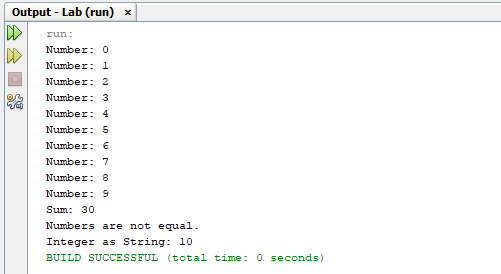 Output - Lab (run) ×
run:
Number: 0
Number: 1
Number: 2
Number: 3
Number: 4
Number: 5
Number: 6
Number: 7
Number: 8
Number: 9
Sum: 30
Numbers are not equal.
Integer as String: 10
BUILD SUCCESSFUL (total time: 0 seconds)